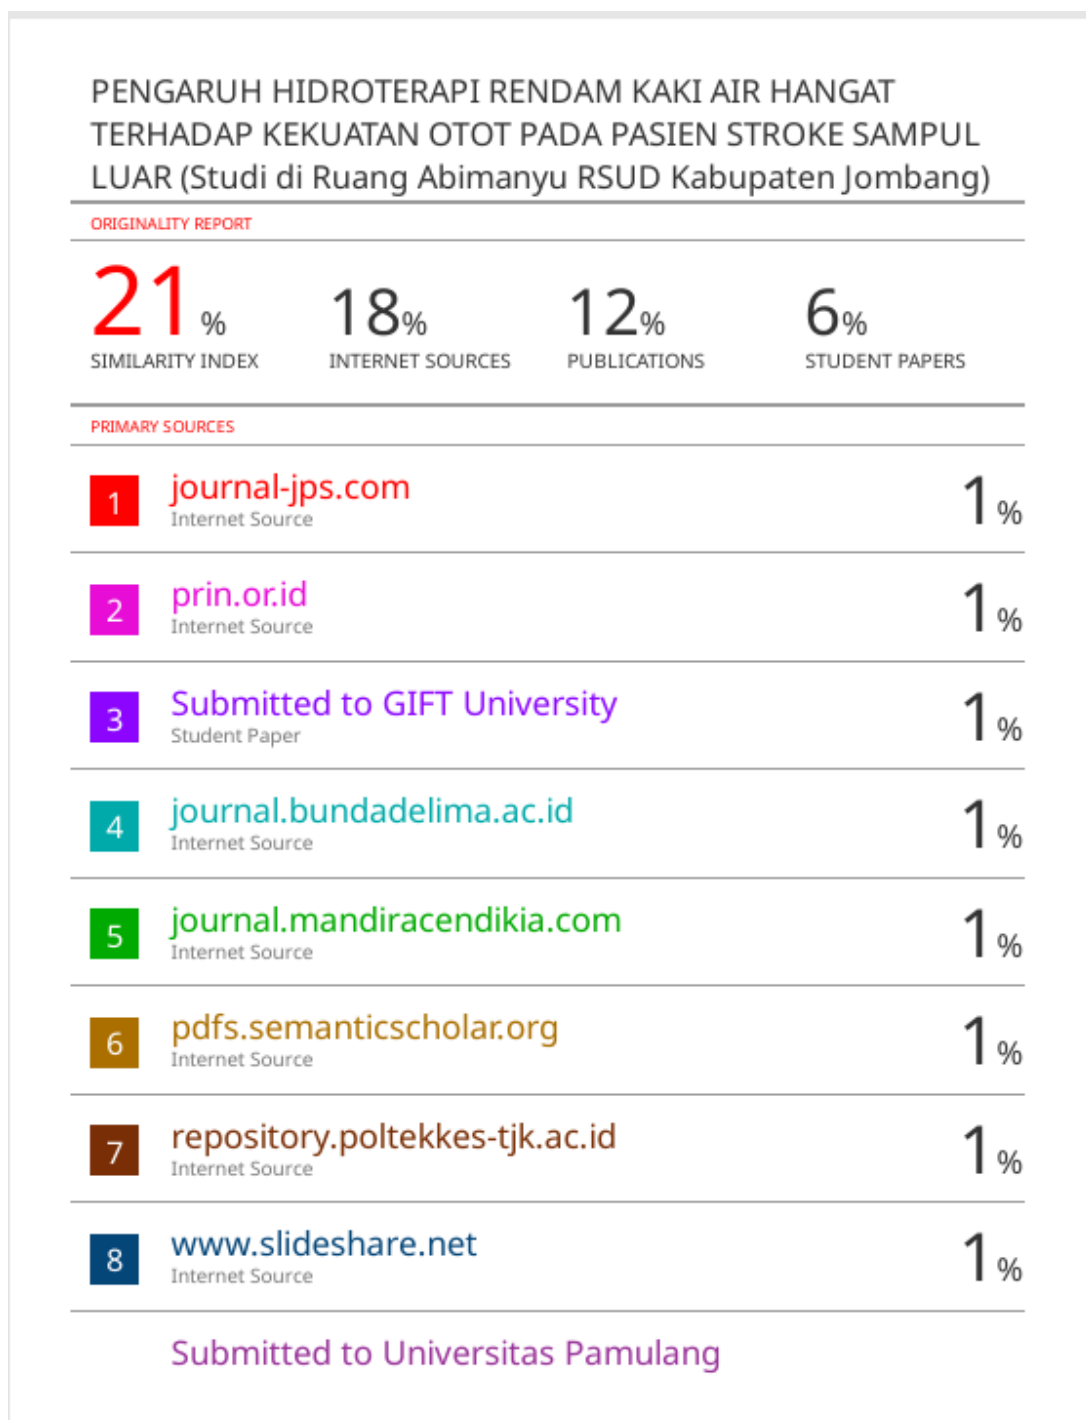 PENGARUH HIDROTERAPI RENDAM KAKI AIR HANGAT
TERHADAP KEKUATAN OTOT PADA PASIEN STROKE SAMPUL
LUAR (Studi di Ruang Abimanyu RSUD Kabupaten Jombang)
ORIGINALITY REPORT
21% 18% 12% 6%
SIMILARITY INDEX INTERNET SOURCES PUBLICATIONS STUDENT PAPERS
PRIMARY SOURCES
1 journal-jps.com 1%
Internet Source
2 prin.or.id 1%
Internet Source
3 Submitted to GIFT University 1%
Student Paper
4 journal.bundadelima.ac.id 1%
Internet Source
5 journal.mandiracendikia.com 1%
Internet Source
6 pdfs.semanticscholar.org 1%
Internet Source
7 repository.poltekkes-tjk.ac.id 1%
Internet Source
8 www.slideshare.net 1%
Internet Source
Submitted to Universitas Pamulang